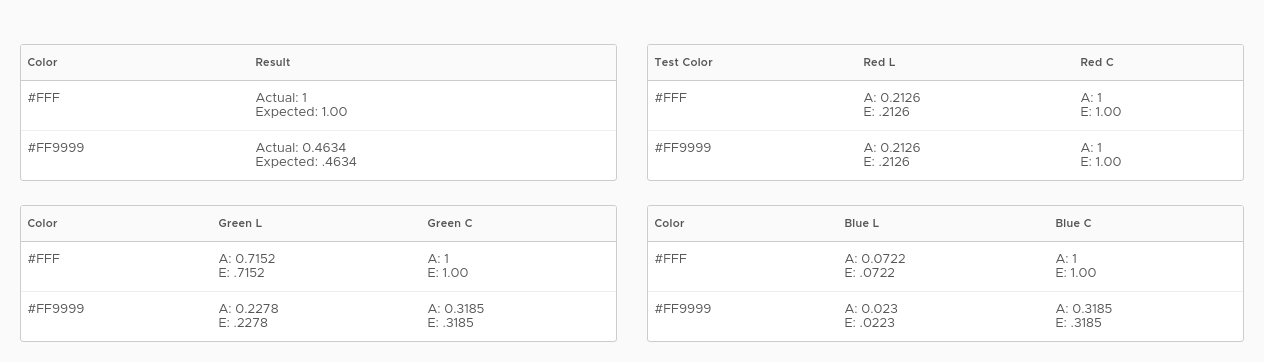 Color Result
#FFF Actual: 1
Expected: 1.00
#FF9999 Actual: 0.4634
Expected: .4634
Test Color Red L Red C
#FFF A: 0.2126 A: 1
E: .2126 E: 1.00
#FF9999 A: 0.2126 A: 1
E: .2126 E: 1.00
Color Green L Green C
#FFF A: 0.7152 A: 1
E: .7152 E: 1.00
#FF9999 A: 0.2278 A: 0.3185
E: .2278 E: .3185
Color Blue L Blue C
#FFF A: 0.0722 A: 1
E: .0722 E: 1.00
#FF9999 A: 0.023 A: 0.3185
E: .0223 E: .3185